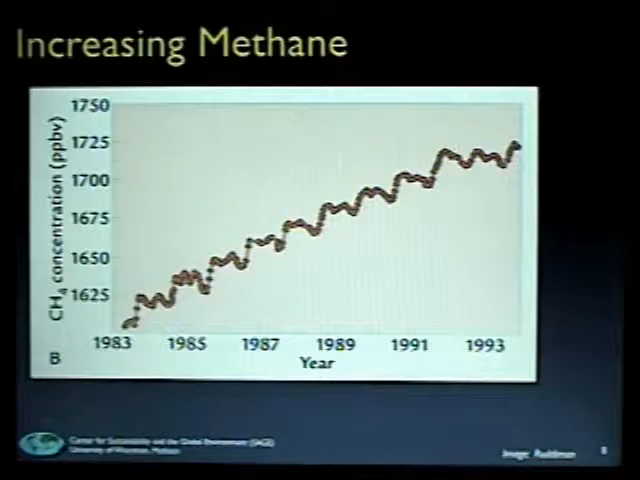 Increasing Methane
1750
1725
1700
1675
1650
1625
CH4 concentration (ppbv)
1983 1985 1987 1989 1991 1993
Year
B
Center for Sustainability and the Global Environment (SAGE)
University of Wisconsin, Madison
Image: Ruddiman 8